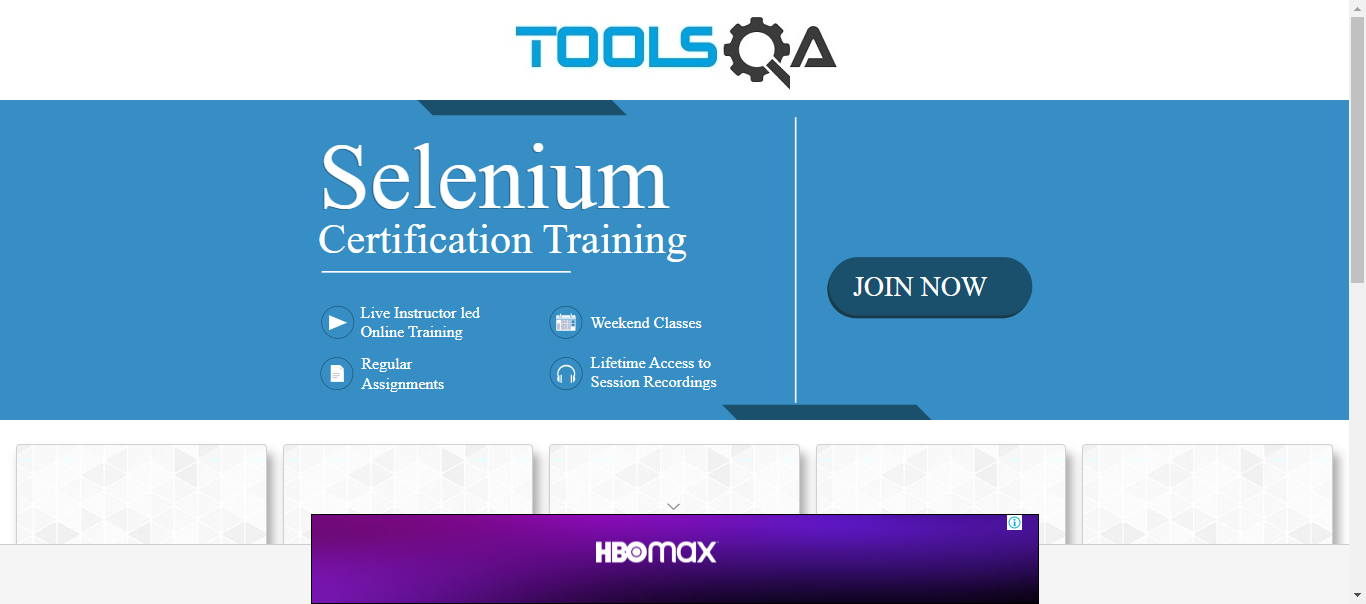 TOOLSQA
Selenium
Certification Training
Live Instructor led
Online Training
Weekend Classes
Regular
Assignments
Lifetime Access to
Session Recordings
JOIN NOW
HBOmax